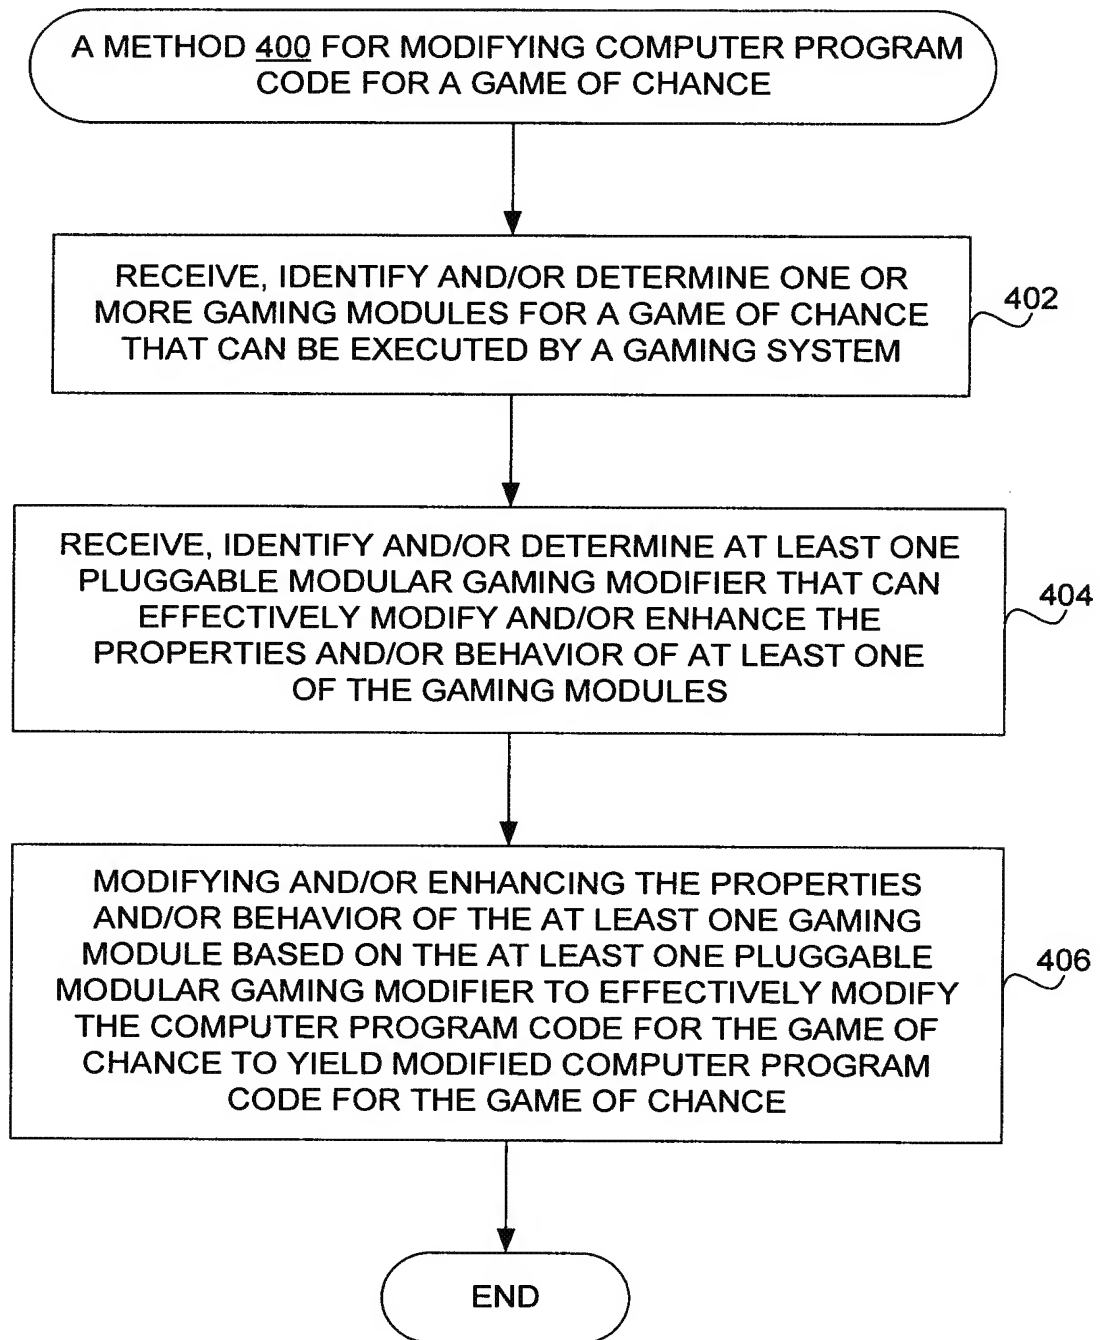 A METHOD 400 FOR MODIFYING COMPUTER PROGRAM
CODE FOR A GAME OF CHANCE
RECEIVE, IDENTIFY AND/OR DETERMINE ONE OR
MORE GAMING MODULES FOR A GAME OF CHANCE
THAT CAN BE EXECUTED BY A GAMING SYSTEM
402
RECEIVE, IDENTIFY AND/OR DETERMINE AT LEAST ONE
PLUGGABLE MODULAR GAMING MODIFIER THAT CAN
EFFECTIVELY MODIFY AND/OR ENHANCE THE
PROPERTIES AND/OR BEHAVIOR OF AT LEAST ONE
OF THE GAMING MODULES
404
MODIFYING AND/OR ENHANCING THE PROPERTIES
AND/OR BEHAVIOR OF THE AT LEAST ONE GAMING
MODULE BASED ON THE AT LEAST ONE PLUGGABLE
MODULAR GAMING MODIFIER TO EFFECTIVELY MODIFY
THE COMPUTER PROGRAM CODE FOR THE GAME OF
CHANCE TO YIELD MODIFIED COMPUTER PROGRAM
CODE FOR THE GAME OF CHANCE
406
END